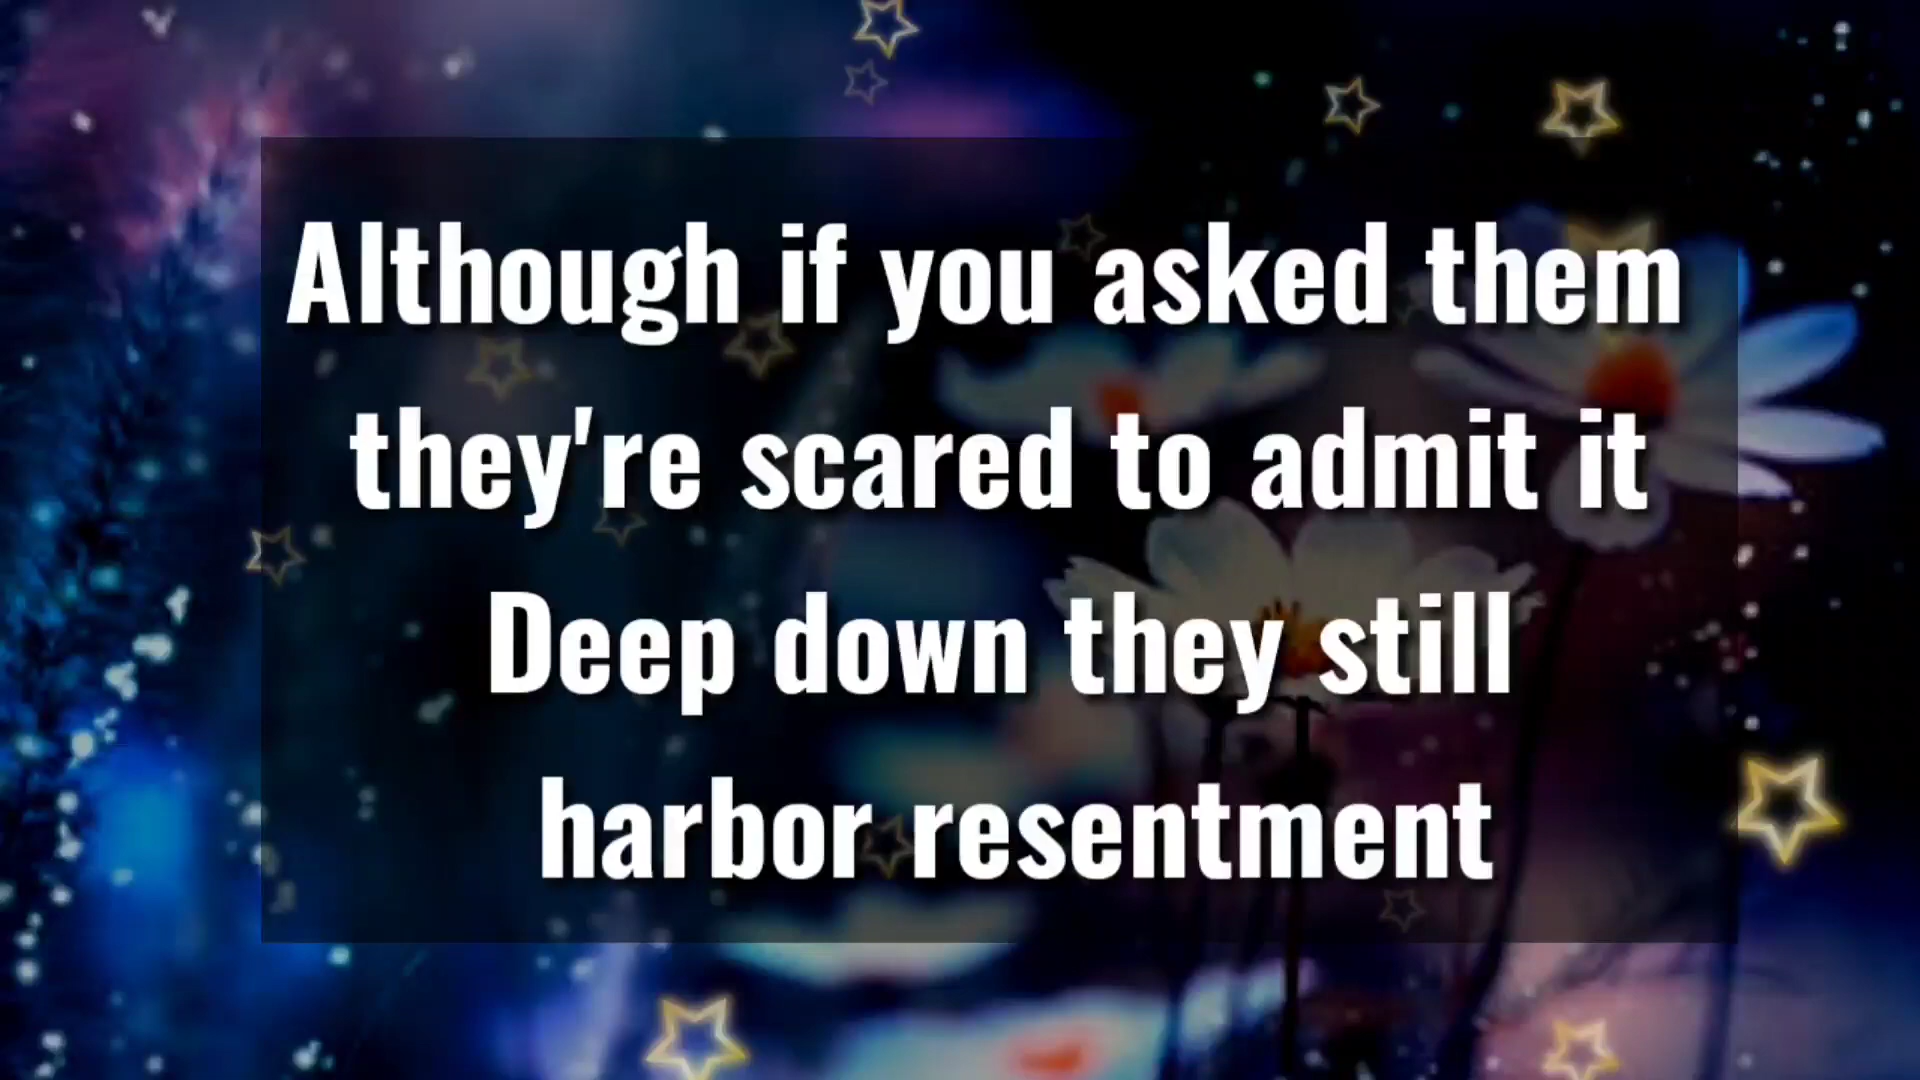 Although if you asked them
they're scared to admit it
Deep down they still
harbor resentment